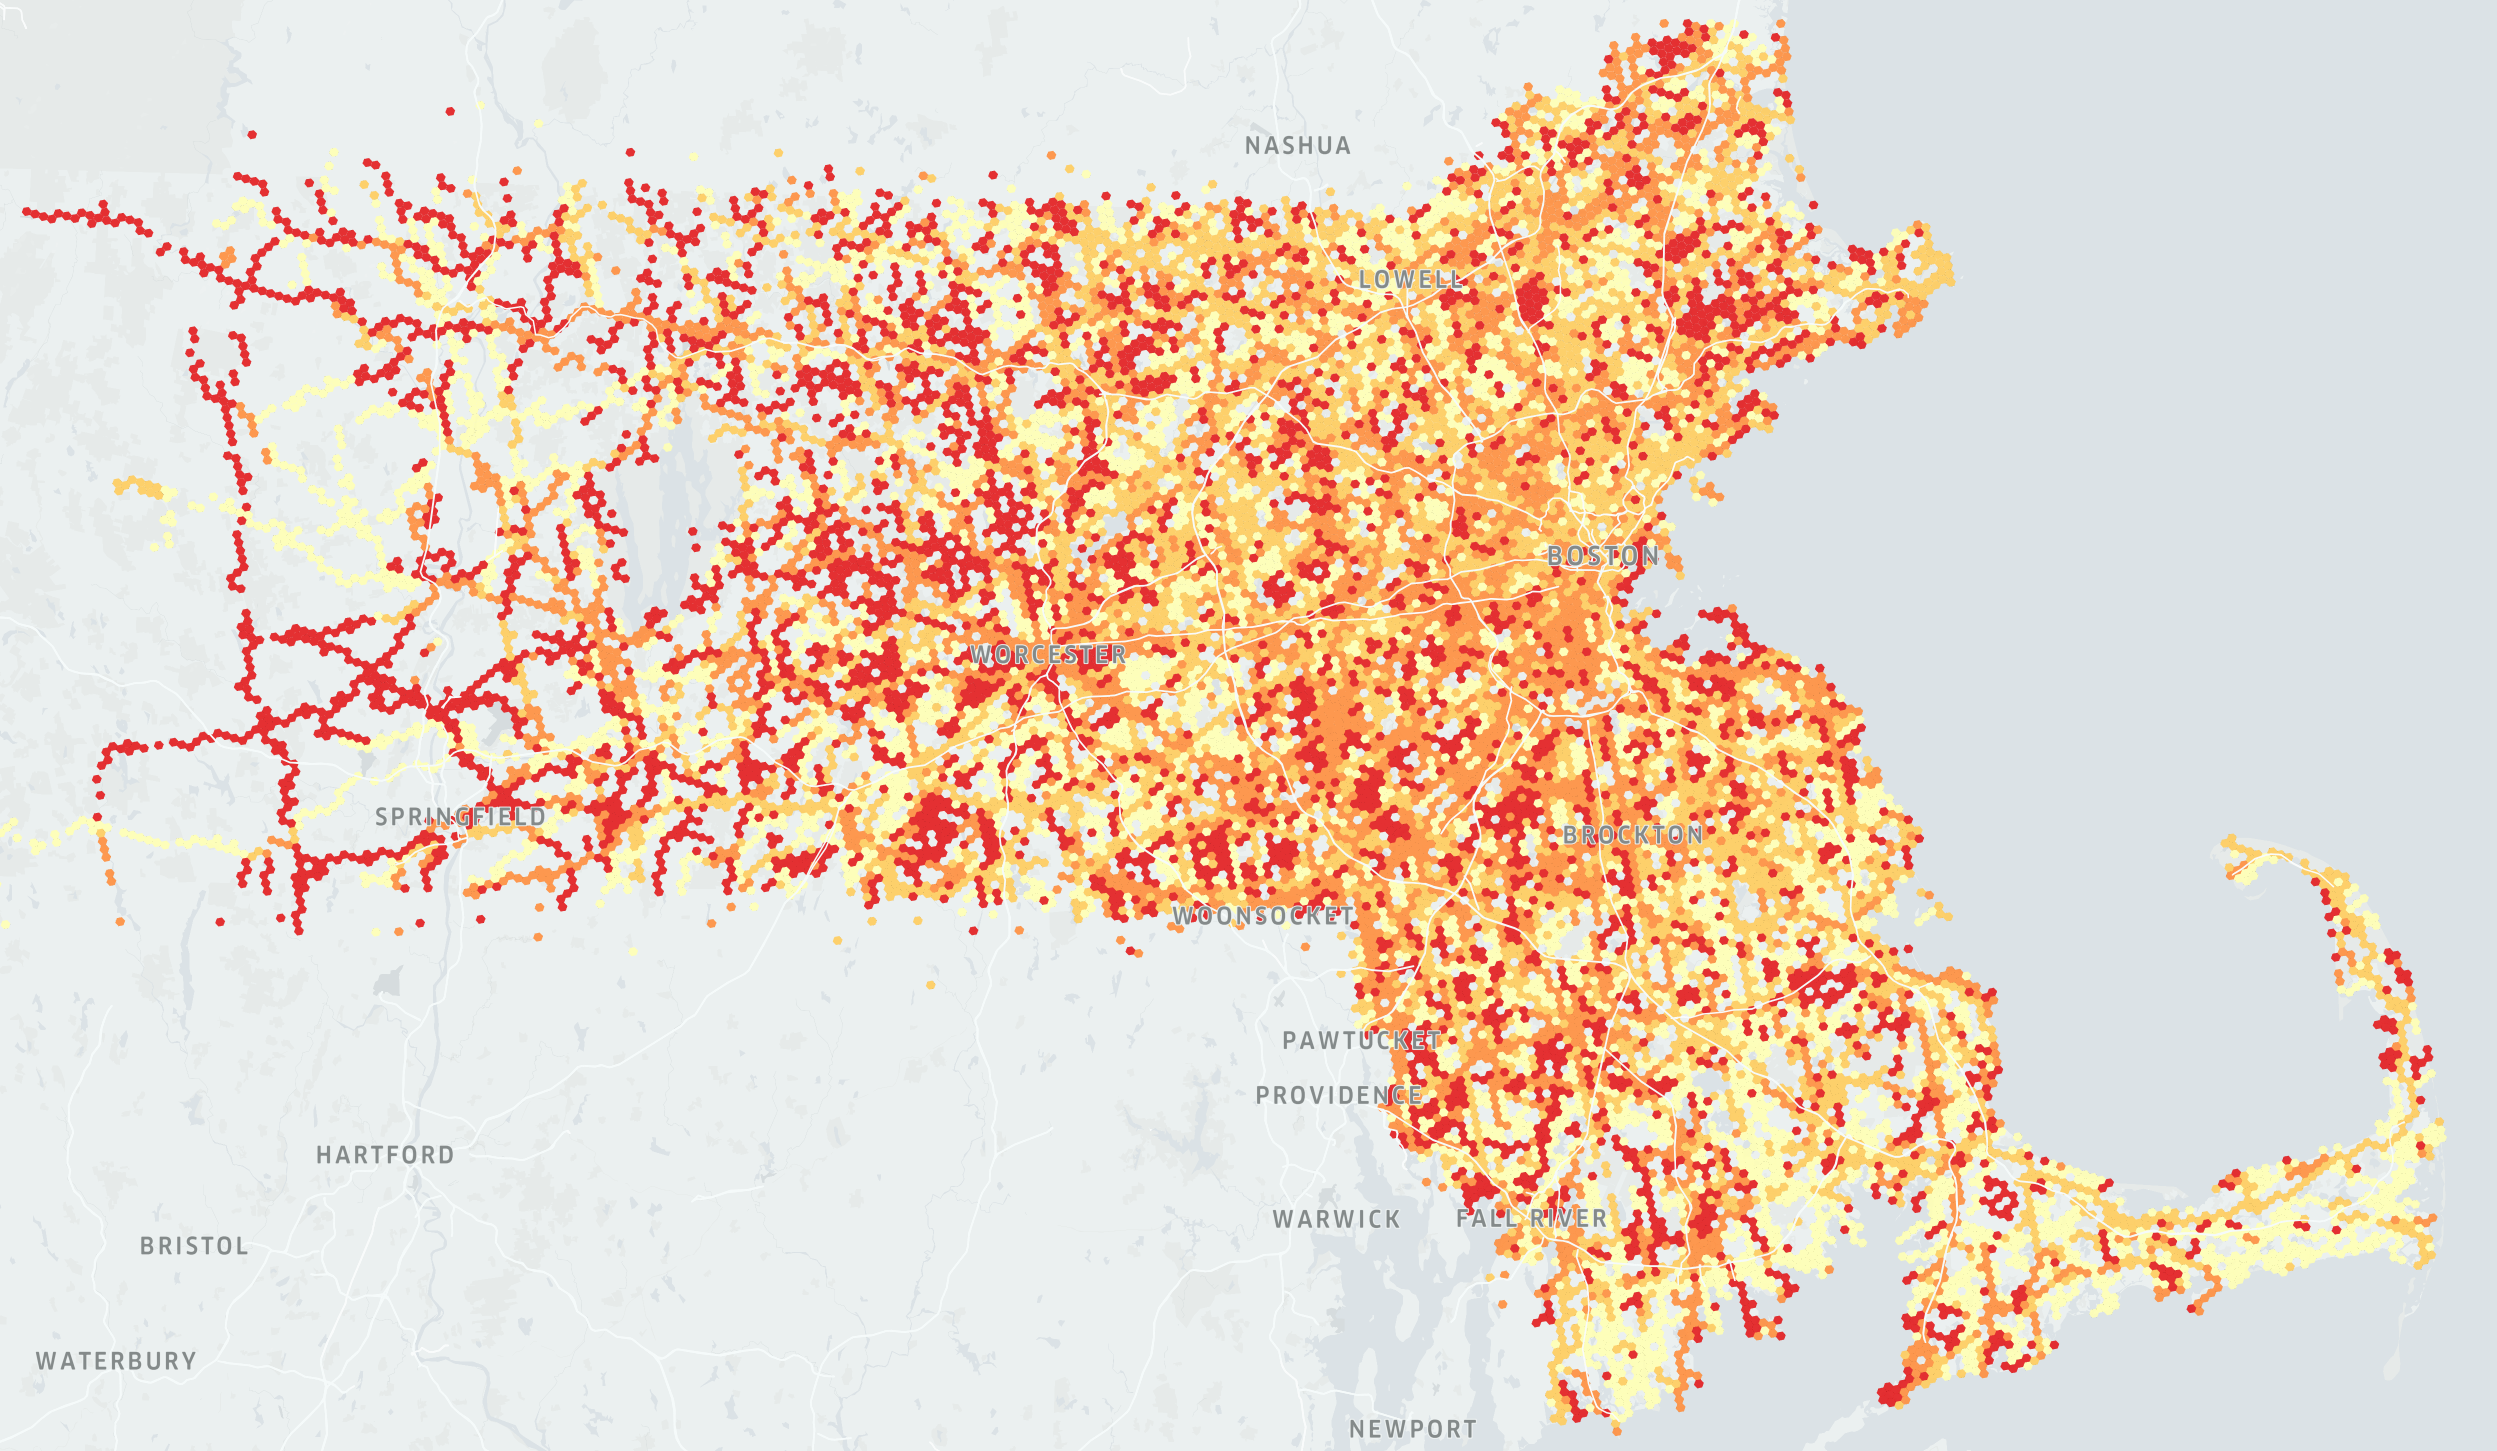 NASHUA
LOWELL
BOSTON
WORCESTER
SPRINGFIELD
BROCKTON
WOONSOCKET
PAWTUCKET
PROVIDENCE
HARTFORD
WARWICK
FALL RIVER
BRISTOL
WATERBURY
NEWPORT